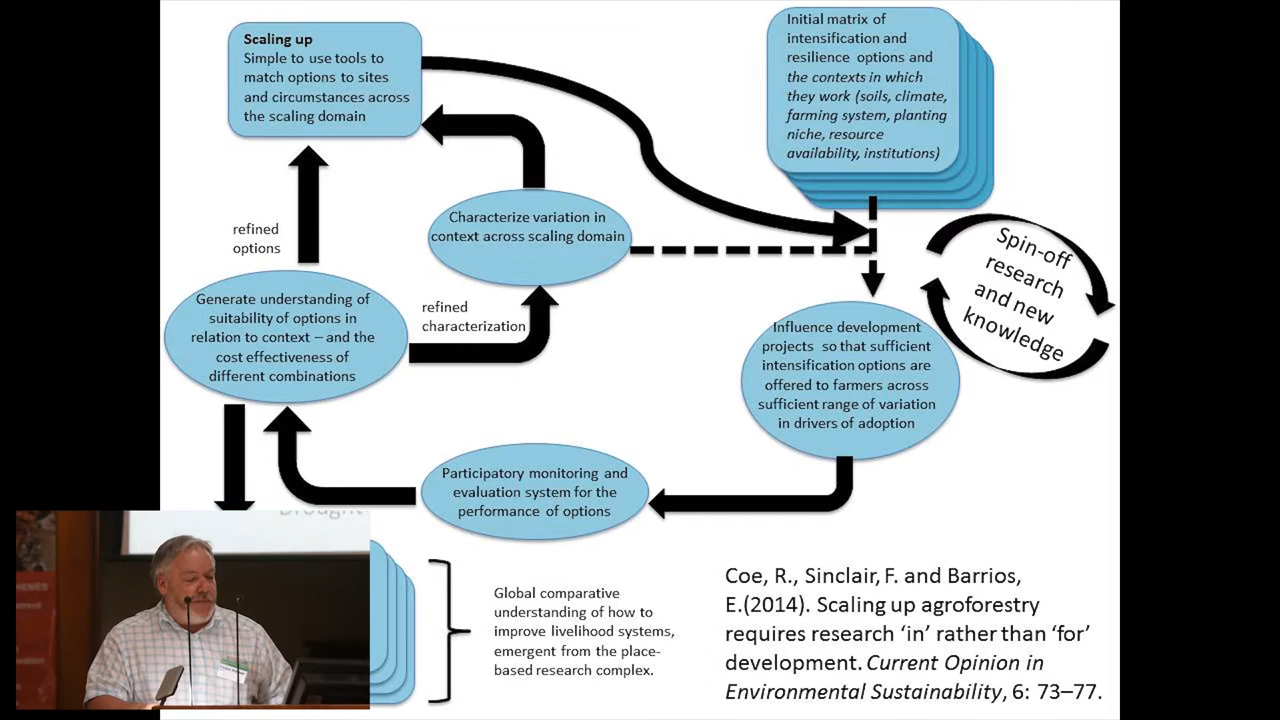 Scaling up
Simple to use tools to
match options to sites
and circumstances across
the scaling domain
Initial matrix of
intensification and
resilience options and
the contexts in which
they work (soils, climate,
farming system, planting
niche, resource
availability, institutions)
Characterize variation in
context across scaling domain
refined
options
Spin-off
research
and new
knowledge
Generate understanding of
suitability of options in
relation to context – and the
cost effectiveness of
different combinations
refined
characterization
Influence development
projects so that sufficient
intensification options are
offered to farmers across
sufficient range of variation
in drivers of adoption
Participatory monitoring and
evaluation system for the
performance of options
Drought
Global comparative
understanding of how to
improve livelihood systems,
emergent from the place-
based research complex.
Coe, R., Sinclair, F. and Barrios,
E.(2014). Scaling up agroforestry
requires research ‘in’ rather than ‘for’
development. Current Opinion in
Environmental Sustainability, 6: 73–77.